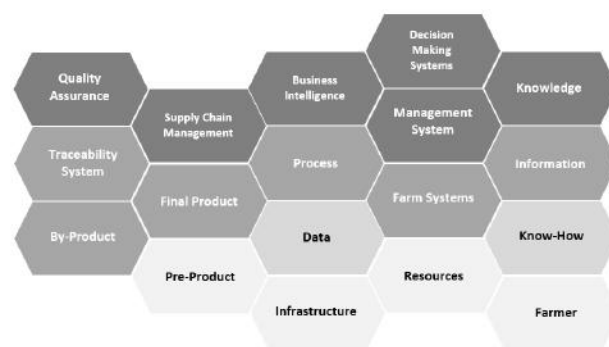 Quality
Assurance
Traceability
System
By-Product
Supply Chain
Management
Final Product
Pre-Product
Business
Intelligence
Process
Data
Infrastructure
Decision
Making
Systems
Management
System
Farm Systems
Resources
Knowledge
Information
Know-How
Farmer